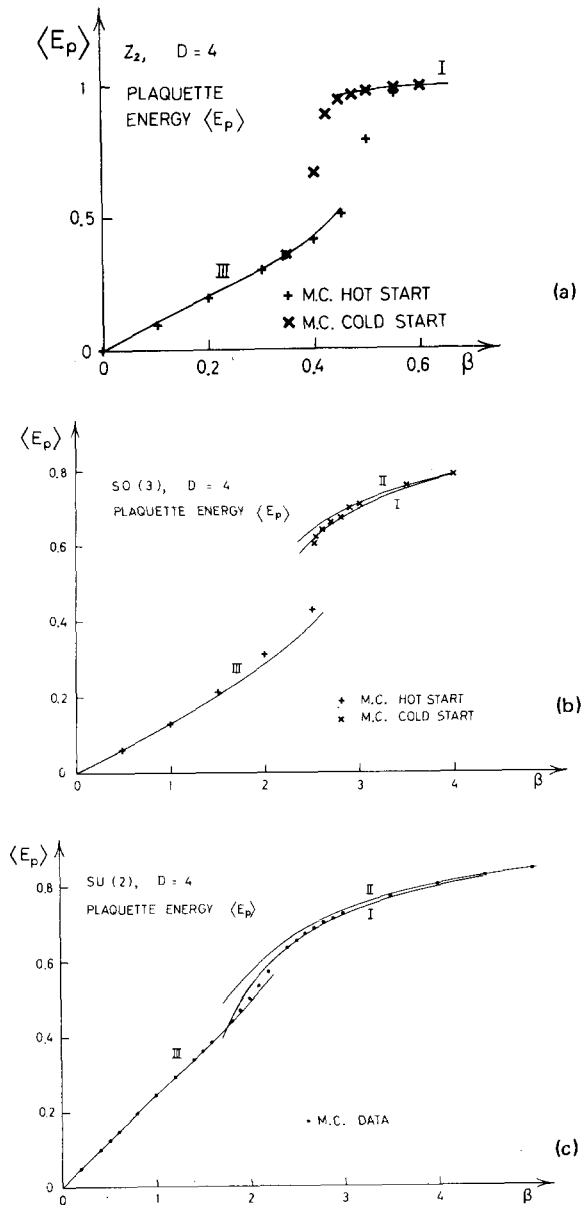 ⟨Eₚ⟩
Z₂, D = 4
PLAQUETTE
ENERGY ⟨Eₚ⟩
I
1
0.5
III
+ M.C. HOT START
× M.C. COLD START
(a)
0
0 0.2 0.4 0.6
β
⟨Eₚ⟩
0.8
SO (3), D = 4
PLAQUETTE ENERGY ⟨Eₚ⟩
II
I
0.6
0.4
III
0.2
+ M.C. HOT START
× M.C. COLD START
(b)
0
0 1 2 3 4 β
⟨Eₚ⟩
SU (2), D = 4
PLAQUETTE ENERGY ⟨Eₚ⟩
0.8
II
I
0.6
0.4
III
0.2
• M.C. DATA
(c)
0
0 1 2 3 4 β